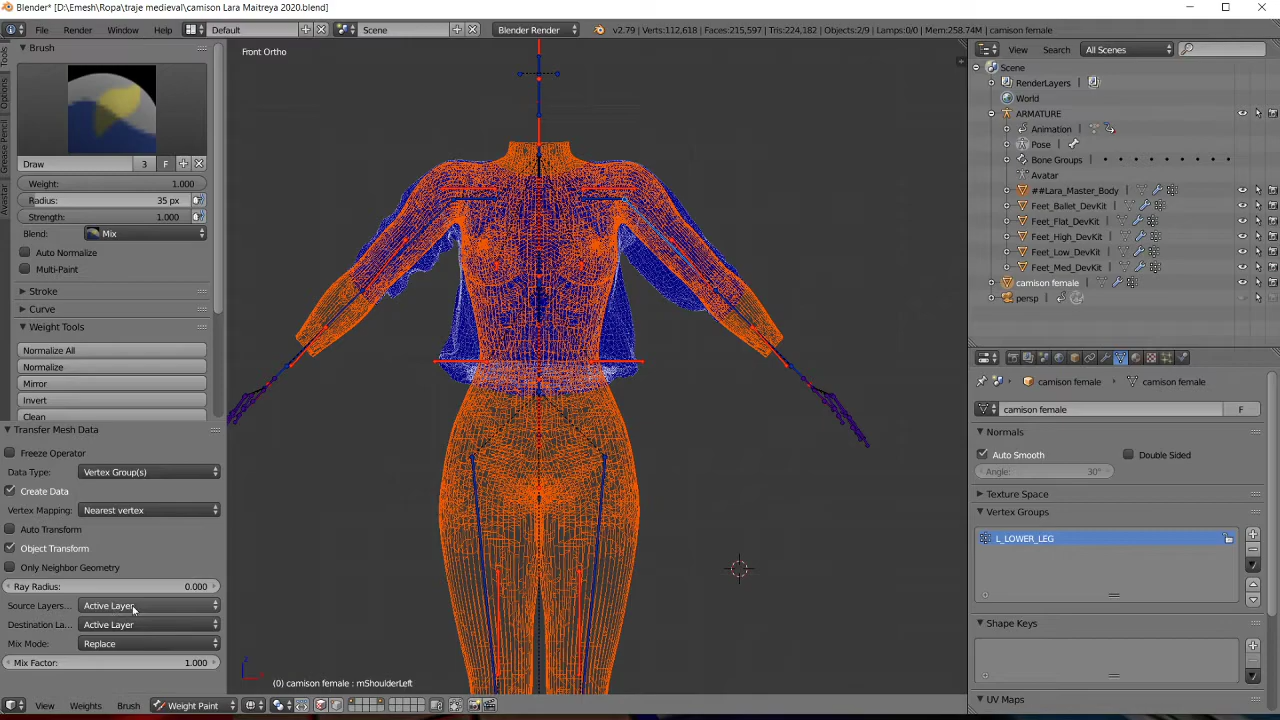 Blender* [D:\Emesh\Ropa\traje medieval\camison Lara Maitreya 2020.blend]
File Render Window Help Default Scene Blender Render v2.79 | Verts:112,618 | Faces:215,597 | Tris:224,182 | Objects:2/9 | Lamps:0/0 | Mem:258.74M | camison female
Tools
Options
Grease Pencil
Avastar
Brush
Draw 3 F
Weight: 1.000
Radius: 35 px
Strength: 1.000
Blend: Mix
Auto Normalize
Multi-Paint
Stroke
Curve
Weight Tools
Normalize All
Normalize
Mirror
Invert
Clean
Transfer Mesh Data
Freeze Operator
Data Type: Vertex Group(s)
Create Data
Vertex Mapping: Nearest vertex
Auto Transform
Object Transform
Only Neighbor Geometry
Ray Radius: 0.000
Source Layers... Active Layer
Destination La... Active Layer
Mix Mode: Replace
Mix Factor: 1.000
Front Ortho
(0) camison female : mShoulderLeft
View Weights Brush Weight Paint
View Search All Scenes
Scene
RenderLayers
World
ARMATURE
Animation
Pose
Bone Groups
Avatar
##Lara_Master_Body
Feet_Ballet_DevKit
Feet_Flat_DevKit
Feet_High_DevKit
Feet_Low_DevKit
Feet_Med_DevKit
camison female
persp
camison female camison female
camison female F
Normals
Auto Smooth Double Sided
Angle: 30°
Texture Space
Vertex Groups
L_LOWER_LEG
Shape Keys
UV Maps